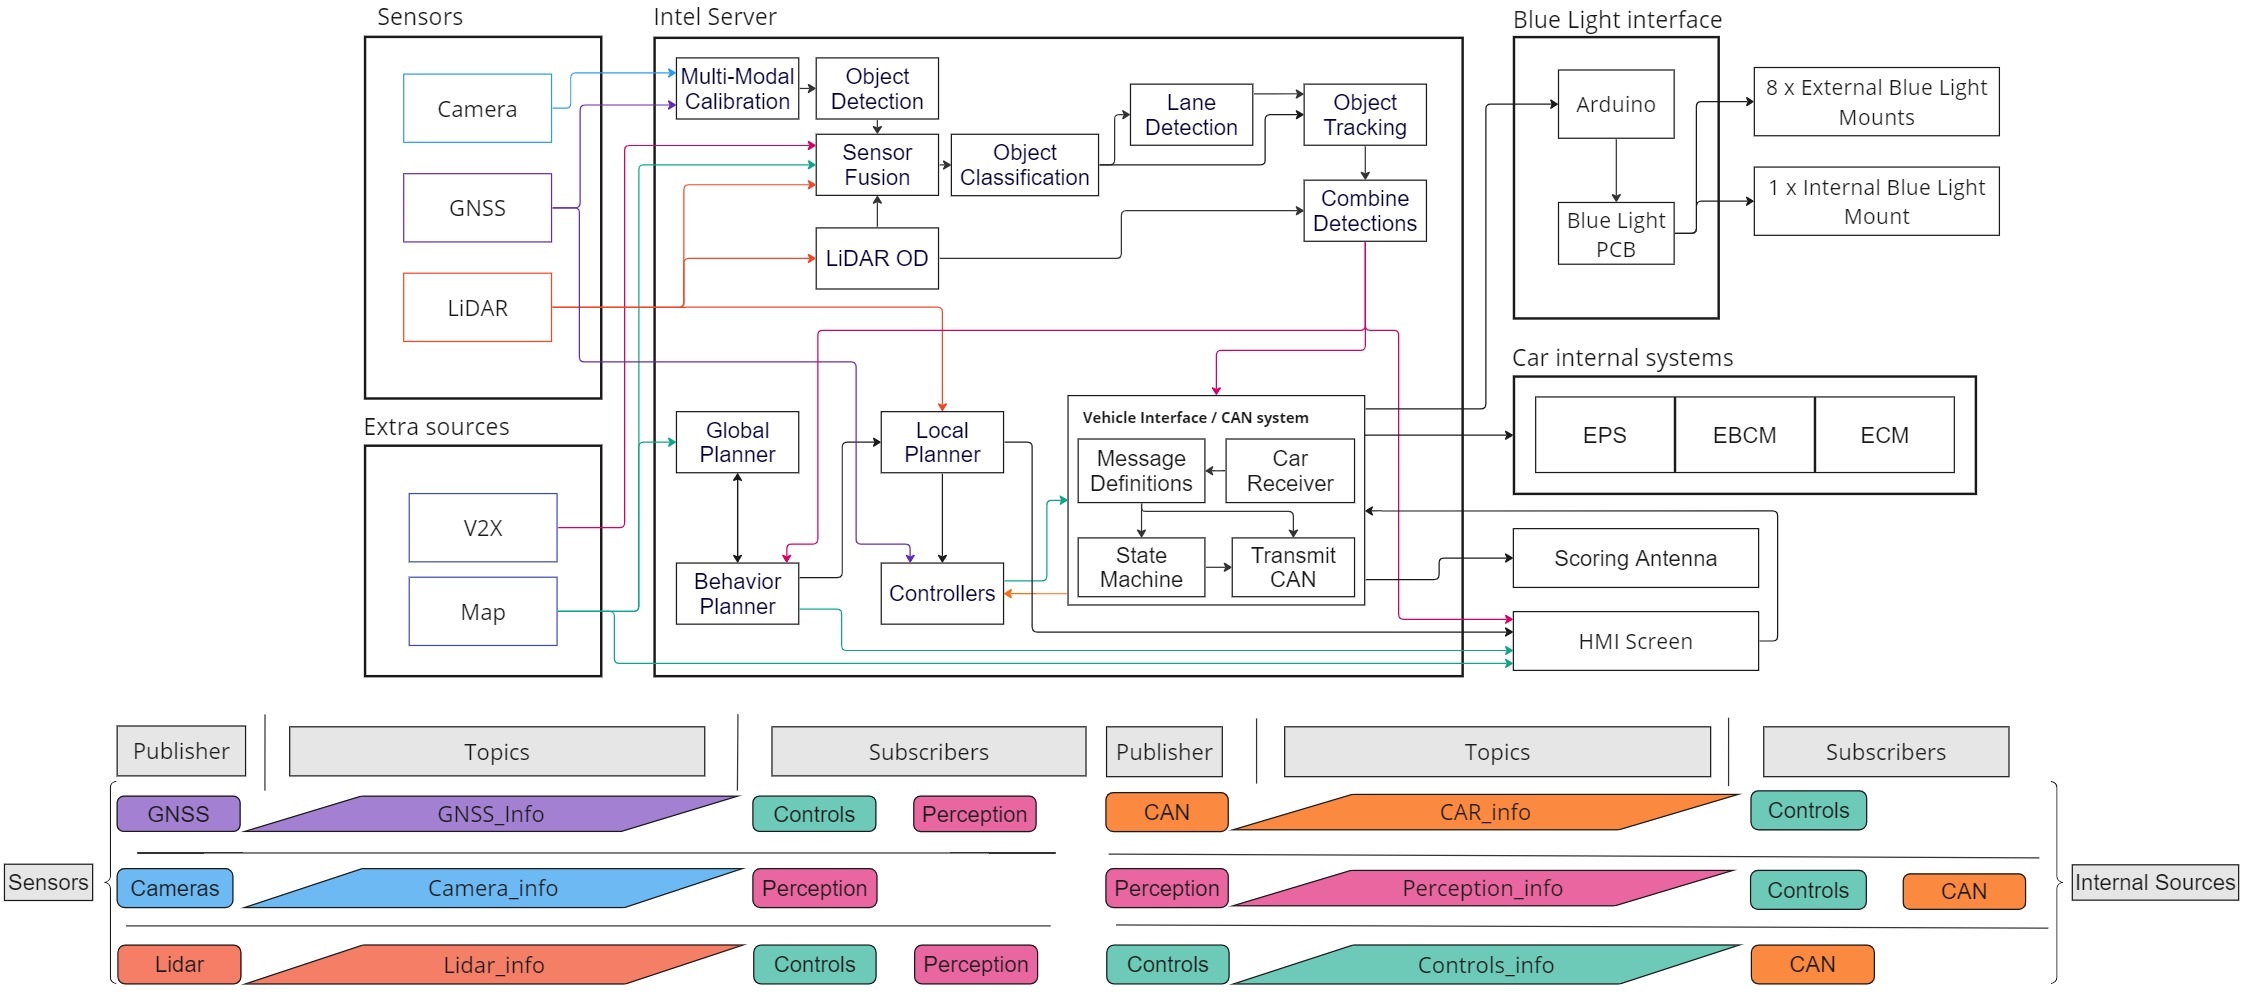 Sensors
Camera
GNSS
LiDAR
Extra sources
V2X
Map
Intel Server
Multi-Modal
Calibration
Object
Detection
Sensor
Fusion
Object
Classification
LiDAR OD
Lane
Detection
Object
Tracking
Combine
Detections
Global
Planner
Behavior
Planner
Local
Planner
Controllers
Vehicle Interface / CAN system
Message
Definitions
Car
Receiver
State
Machine
Transmit
CAN
Blue Light interface
Arduino
Blue Light
PCB
8 x External Blue Light
Mounts
1 x Internal Blue Light
Mount
Car internal systems
EPS
EBCM
ECM
Scoring Antenna
HMI Screen
Publisher
Topics
Subscribers
Sensors
GNSS
GNSS_Info
Controls
Perception
Cameras
Camera_info
Perception
Lidar
Lidar_info
Controls
Perception
Publisher
Topics
Subscribers
CAN
CAR_info
Controls
Perception
Perception_info
Controls
CAN
Controls
Controls_info
CAN
Internal Sources